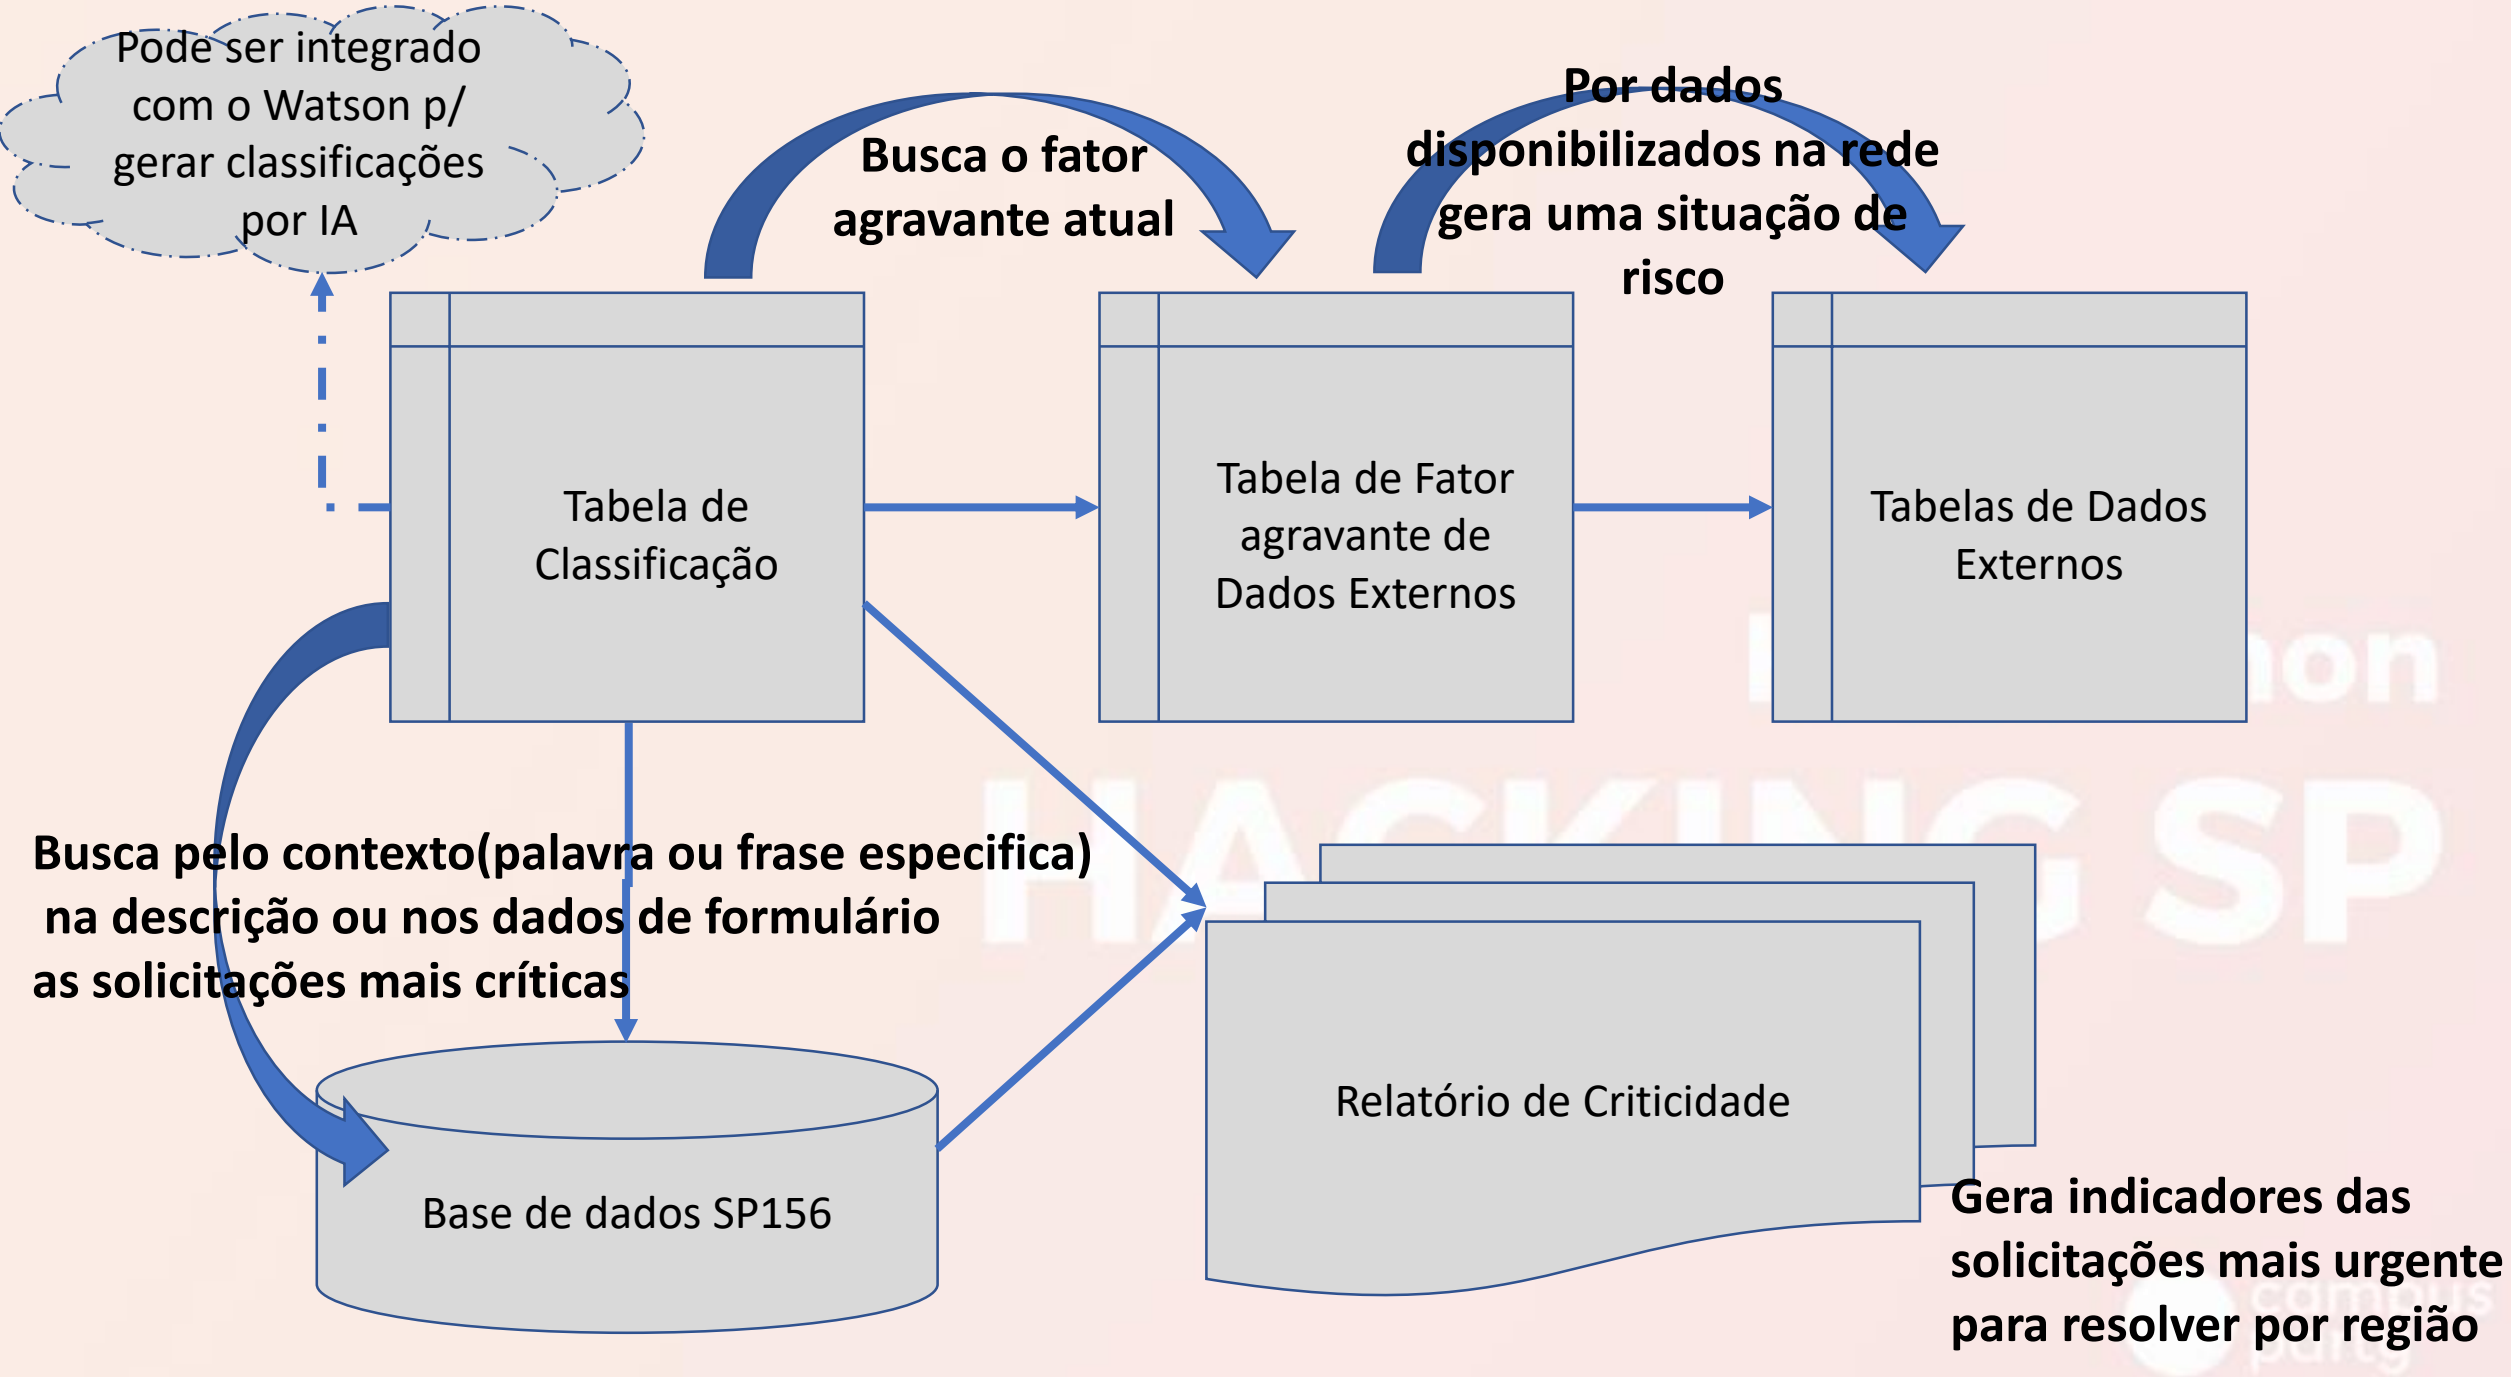 Pode ser integrado
com o Watson p/
gerar classificações
por IA
Busca o fator
agravante atual
Por dados
disponibilizados na rede
gera uma situação de
risco
Tabela de
Classificação
Tabela de Fator
agravante de
Dados Externos
Tabelas de Dados
Externos
HACKING SP
Busca pelo contexto(palavra ou frase especifica)
na descrição ou nos dados de formulário
as solicitações mais críticas
Base de dados SP156
Relatório de Criticidade
Gera indicadores das
solicitações mais urgente
para resolver por região
campus
party